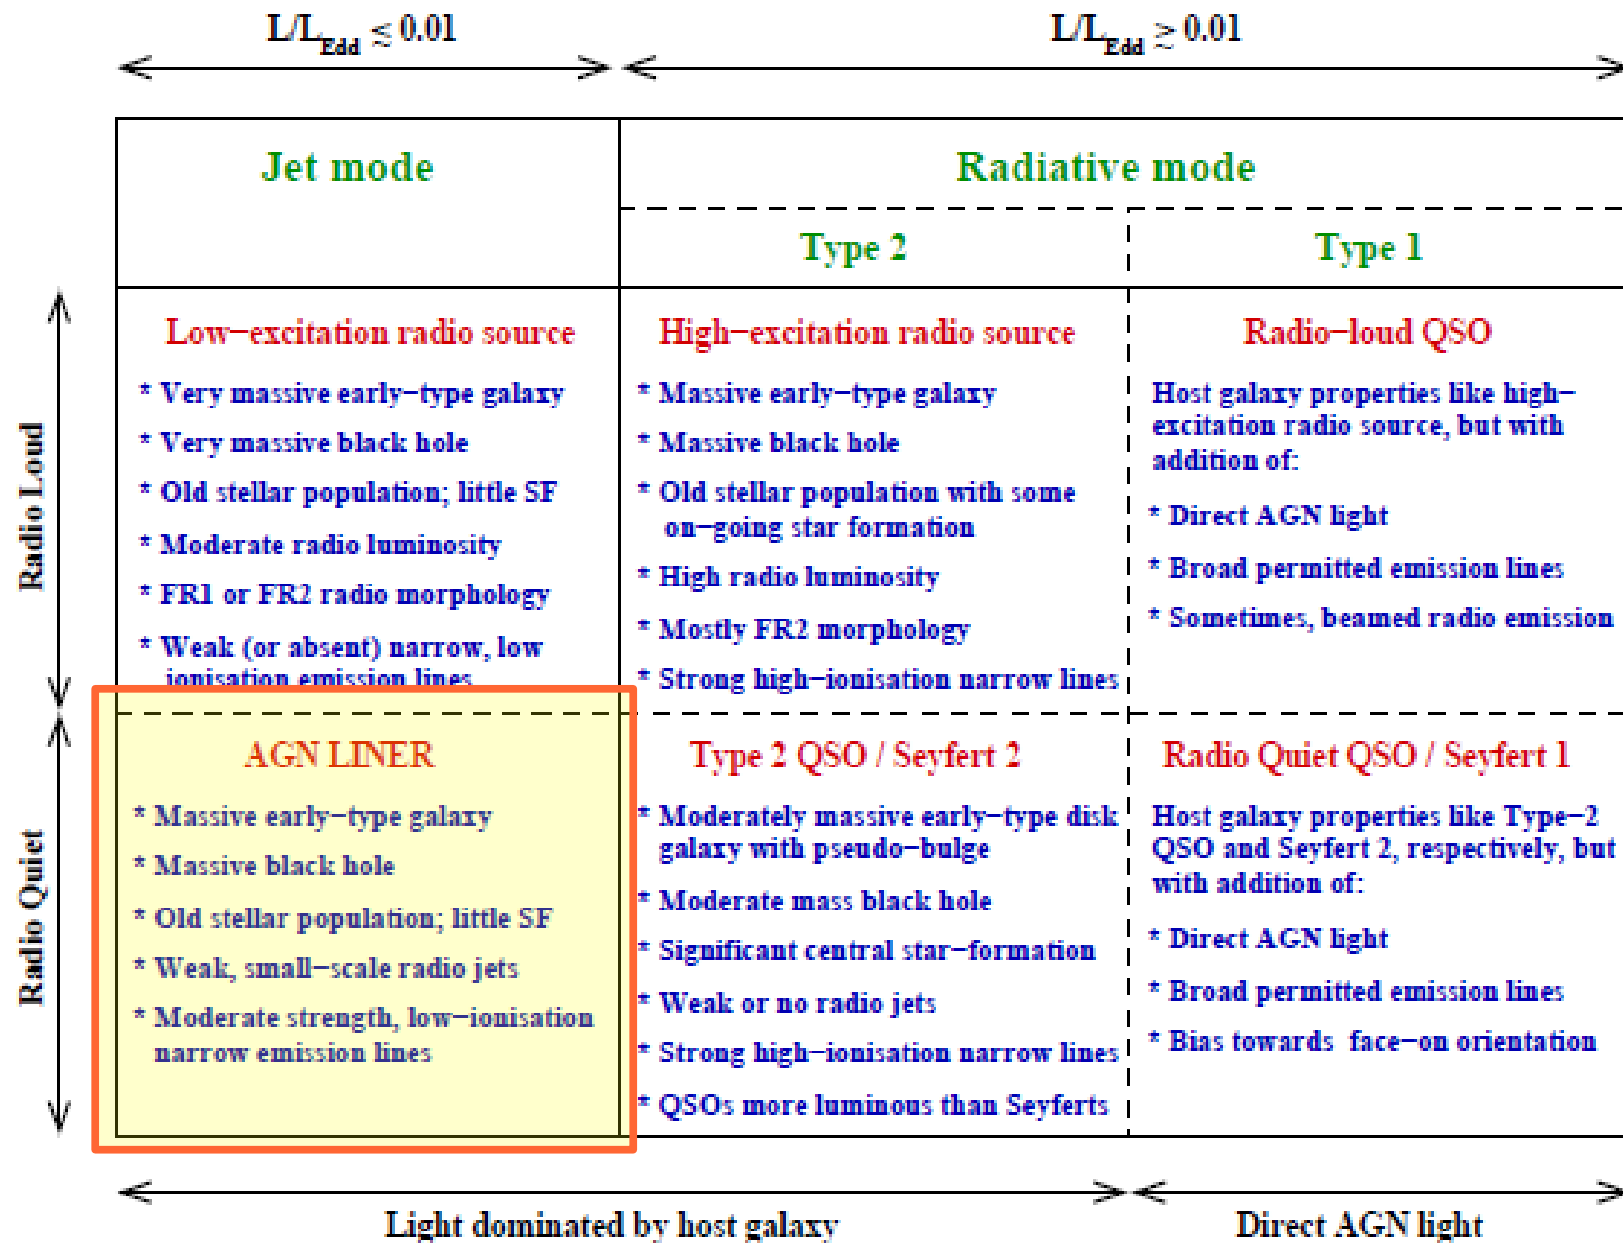 L/L_Edd ≲ 0.01
L/L_Edd ≳ 0.01
Jet mode
Radiative mode
Type 2
Type 1
Radio Loud
Low−excitation radio source
* Very massive early−type galaxy
* Very massive black hole
* Old stellar population; little SF
* Moderate radio luminosity
* FR1 or FR2 radio morphology
* Weak (or absent) narrow, low
ionisation emission lines
High−excitation radio source
* Massive early−type galaxy
* Massive black hole
* Old stellar population with some
on−going star formation
* High radio luminosity
* Mostly FR2 morphology
* Strong high−ionisation narrow lines
Radio−loud QSO
Host galaxy properties like high−
excitation radio source, but with
addition of:
* Direct AGN light
* Broad permitted emission lines
* Sometimes, beamed radio emission
Radio Quiet
AGN LINER
* Massive early−type galaxy
* Massive black hole
* Old stellar population; little SF
* Weak, small−scale radio jets
* Moderate strength, low−ionisation
narrow emission lines
Type 2 QSO / Seyfert 2
* Moderately massive early−type disk
galaxy with pseudo−bulge
* Moderate mass black hole
* Significant central star−formation
* Weak or no radio jets
* Strong high−ionisation narrow lines
* QSOs more luminous than Seyferts
Radio Quiet QSO / Seyfert 1
Host galaxy properties like Type−2
QSO and Seyfert 2, respectively, but
with addition of:
* Direct AGN light
* Broad permitted emission lines
* Bias towards face−on orientation
Light dominated by host galaxy
Direct AGN light